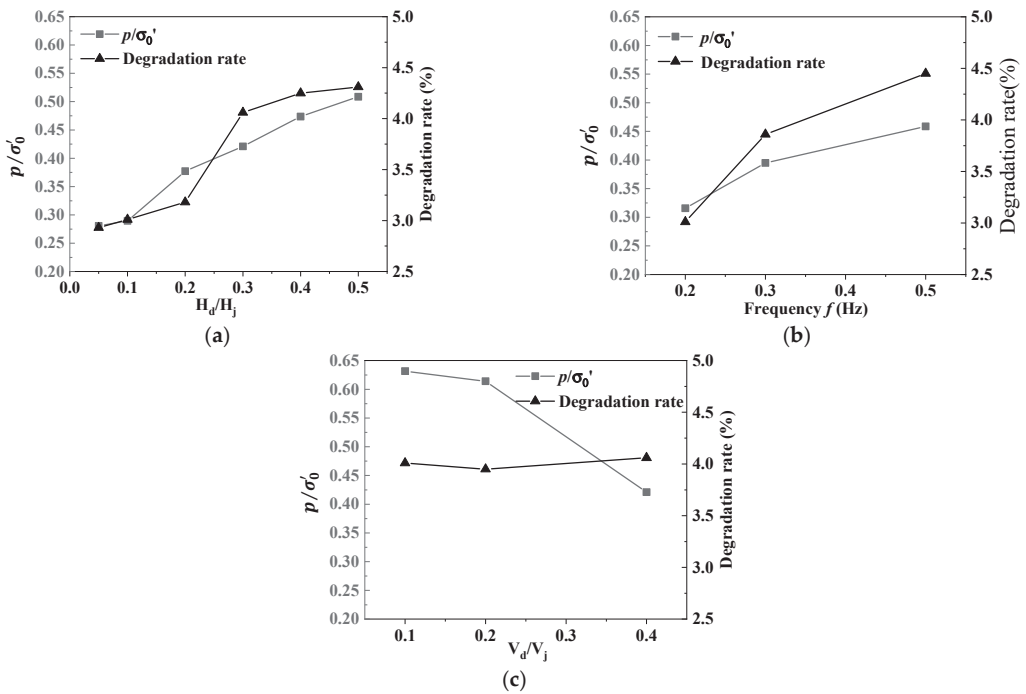 0.65
0.60
0.55
0.50
0.45
0.40
0.35
0.30
0.25
0.20
p/σ′0
p/σ0'
Degradation rate
5.0
4.5
4.0
3.5
3.0
2.5
Degradation rate (%)
0.0 0.1 0.2 0.3 0.4 0.5
Hd/Hj
(a)
0.65
0.60
0.55
0.50
0.45
0.40
0.35
0.30
0.25
0.20
p/σ′0
p/σ0'
Degradation rate
5.0
4.5
4.0
3.5
3.0
2.5
Degradation rate(%)
0.2 0.3 0.4 0.5
Frequency f (Hz)
(b)
0.65
0.60
0.55
0.50
0.45
0.40
0.35
0.30
0.25
0.20
p/σ′0
p/σ0'
Degradation rate
5.0
4.5
4.0
3.5
3.0
2.5
Degradation rate (%)
0.1 0.2 0.3 0.4
Vd/Vj
(c)